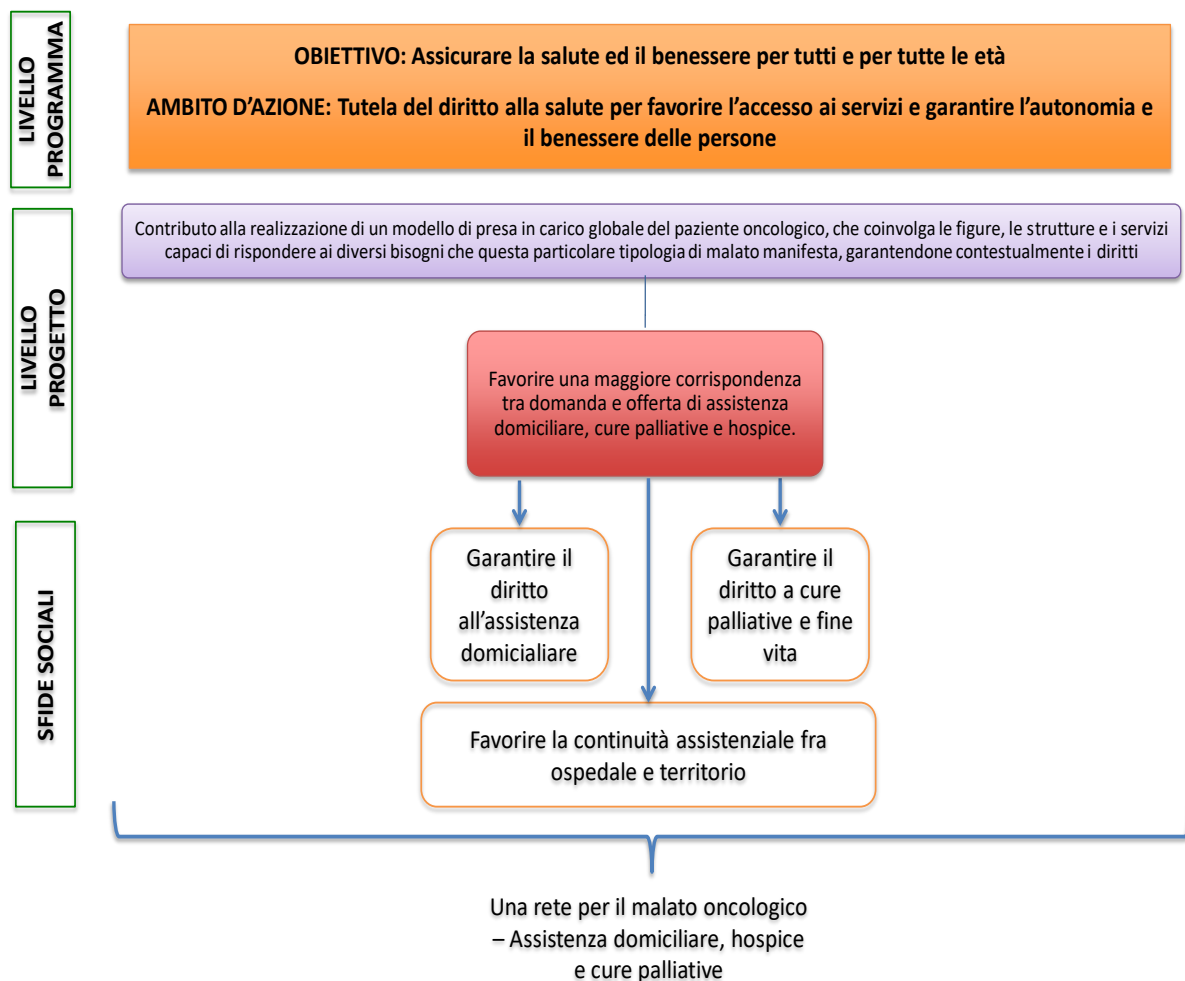 LIVELLO
PROGRAMMA
OBIETTIVO: Assicurare la salute ed il benessere per tutti e per tutte le età
AMBITO D’AZIONE: Tutela del diritto alla salute per favorire l’accesso ai servizi e garantire l’autonomia e
il benessere delle persone
LIVELLO
PROGETTO
Contributo alla realizzazione di un modello di presa in carico globale del paziente oncologico, che coinvolga le figure, le strutture e i servizi
capaci di rispondere ai diversi bisogni che questa particolare tipologia di malato manifesta, garantendone contestualmente i diritti
Favorire una maggiore corrispondenza
tra domanda e offerta di assistenza
domiciliare, cure palliative e hospice.
SFIDE SOCIALI
Garantire il
diritto
all’assistenza
domicialiare
Garantire il
diritto a cure
palliative e fine
vita
Favorire la continuità assistenziale fra
ospedale e territorio
Una rete per il malato oncologico
– Assistenza domiciliare, hospice
e cure palliative